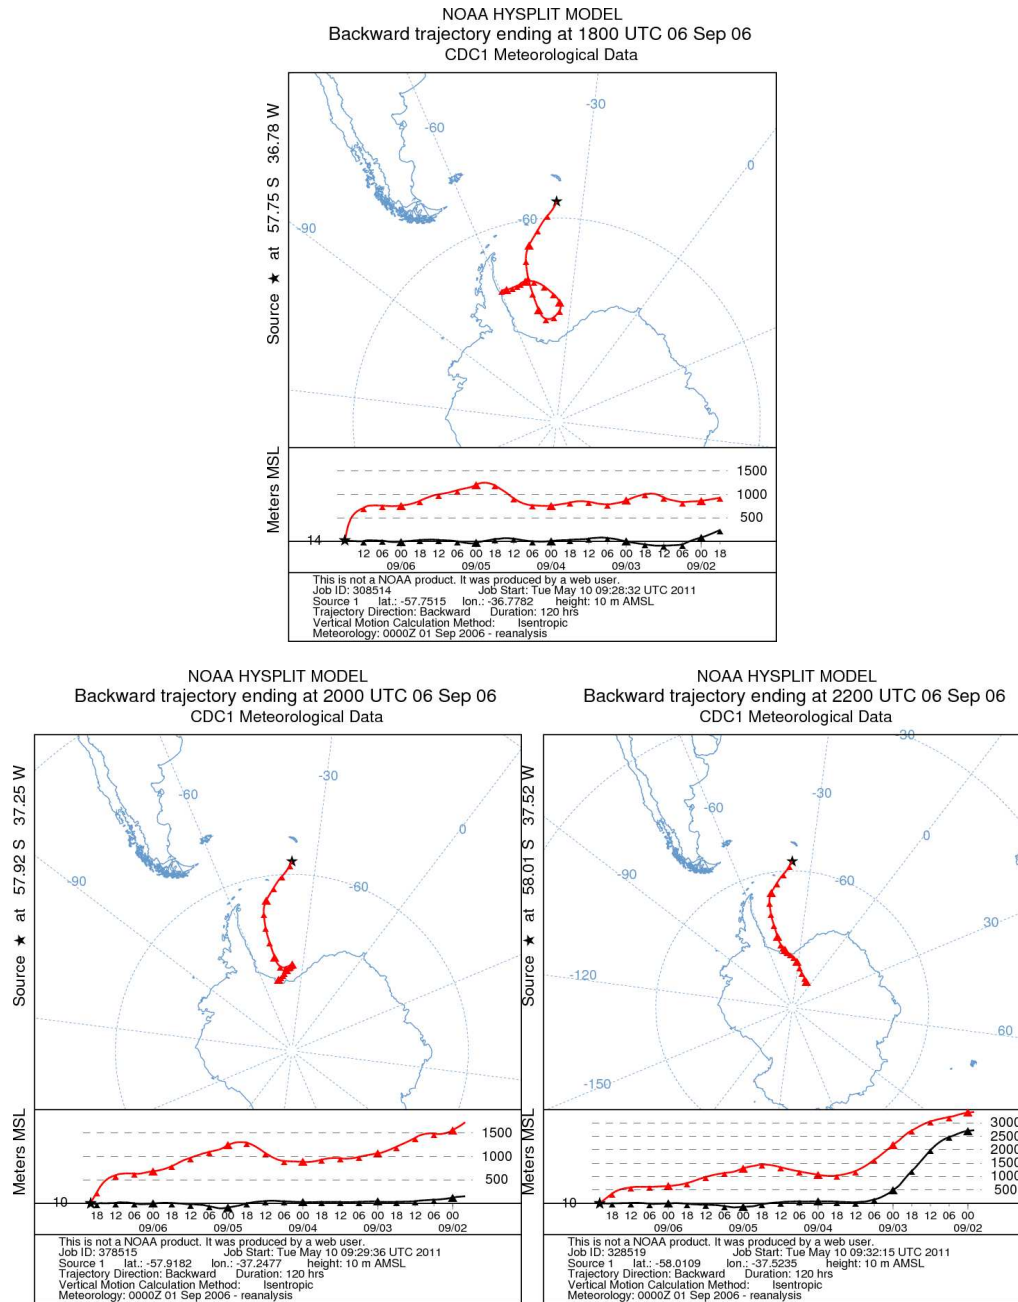 NOAA HYSPLIT MODEL
Backward trajectory ending at 1800 UTC 06 Sep 06
CDC1 Meteorological Data
Source ★ at 57.75 S 36.78 W
-30
-60
0
-90
-60
Meters MSL
1500
1000
500
14
12 06 00 18 12 06 00 18 12 06 00 18 12 06 00 18 12 06 00 18
09/06 09/05 09/04 09/03 09/02
This is not a NOAA product. It was produced by a web user.
Job ID: 308514 Job Start: Tue May 10 09:28:32 UTC 2011
Source 1 lat.: -57.7515 lon.: -36.7782 height: 10 m AMSL
Trajectory Direction: Backward Duration: 120 hrs
Vertical Motion Calculation Method: Isentropic
Meteorology: 0000Z 01 Sep 2006 - reanalysis
NOAA HYSPLIT MODEL
Backward trajectory ending at 2000 UTC 06 Sep 06
CDC1 Meteorological Data
Source ★ at 57.92 S 37.25 W
-30
-60
0
-90
-60
Meters MSL
1500
1000
500
10
18 12 06 00 18 12 06 00 18 12 06 00 18 12 06 00 18 12 06 00
09/06 09/05 09/04 09/03 09/02
This is not a NOAA product. It was produced by a web user.
Job ID: 378515 Job Start: Tue May 10 09:29:36 UTC 2011
Source 1 lat.: -57.9182 lon.: -37.2477 height: 10 m AMSL
Trajectory Direction: Backward Duration: 120 hrs
Vertical Motion Calculation Method: Isentropic
Meteorology: 0000Z 01 Sep 2006 - reanalysis
NOAA HYSPLIT MODEL
Backward trajectory ending at 2200 UTC 06 Sep 06
CDC1 Meteorological Data
Source ★ at 58.01 S 37.52 W
-30
-30
-60
0
-90
-60
30
-120
60
-150
Meters MSL
3000
2500
2000
1500
1000
500
10
18 12 06 00 18 12 06 00 18 12 06 00 18 12 06 00 18 12 06 00
09/06 09/05 09/04 09/03 09/02
This is not a NOAA product. It was produced by a web user.
Job ID: 328519 Job Start: Tue May 10 09:32:15 UTC 2011
Source 1 lat.: -58.0109 lon.: -37.5235 height: 10 m AMSL
Trajectory Direction: Backward Duration: 120 hrs
Vertical Motion Calculation Method: Isentropic
Meteorology: 0000Z 01 Sep 2006 - reanalysis